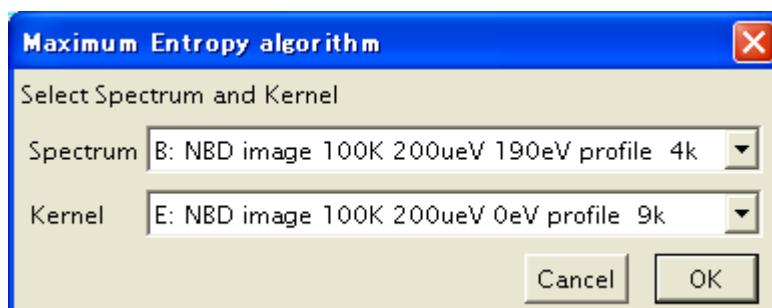 Maximum Entropy algorithm
Select Spectrum and Kernel
Spectrum B: NBD image 100K 200ueV 190eV profile 4k
Kernel E: NBD image 100K 200ueV 0eV profile 9k
Cancel OK